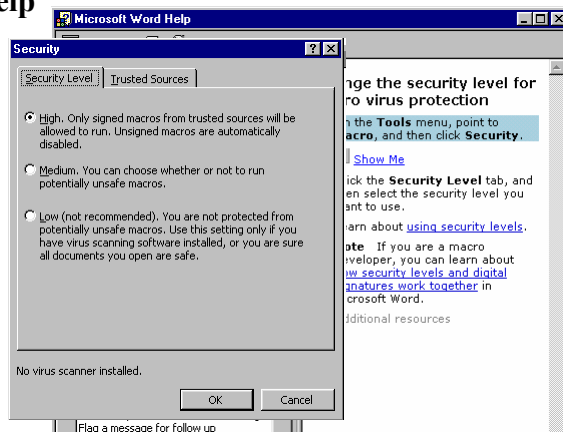 elp
Microsoft Word Help
Security
Security Level
Trusted Sources
High. Only signed macros from trusted sources will be
allowed to run. Unsigned macros are automatically
disabled.
Medium. You can choose whether or not to run
potentially unsafe macros.
Low (not recommended). You are not protected from
potentially unsafe macros. Use this setting only if you
have virus scanning software installed, or you are sure
all documents you open are safe.
No virus scanner installed.
OK
Cancel
nge the security level for
ro virus protection
n the Tools menu, point to
acro, and then click Security.
Show Me
ick the Security Level tab, and
en select the security level you
ant to use.
earn about using security levels.
ote If you are a macro
eveloper, you can learn about
ow security levels and digital
gnatures work together in
crosoft Word.
dditional resources
Flag a message for follow up